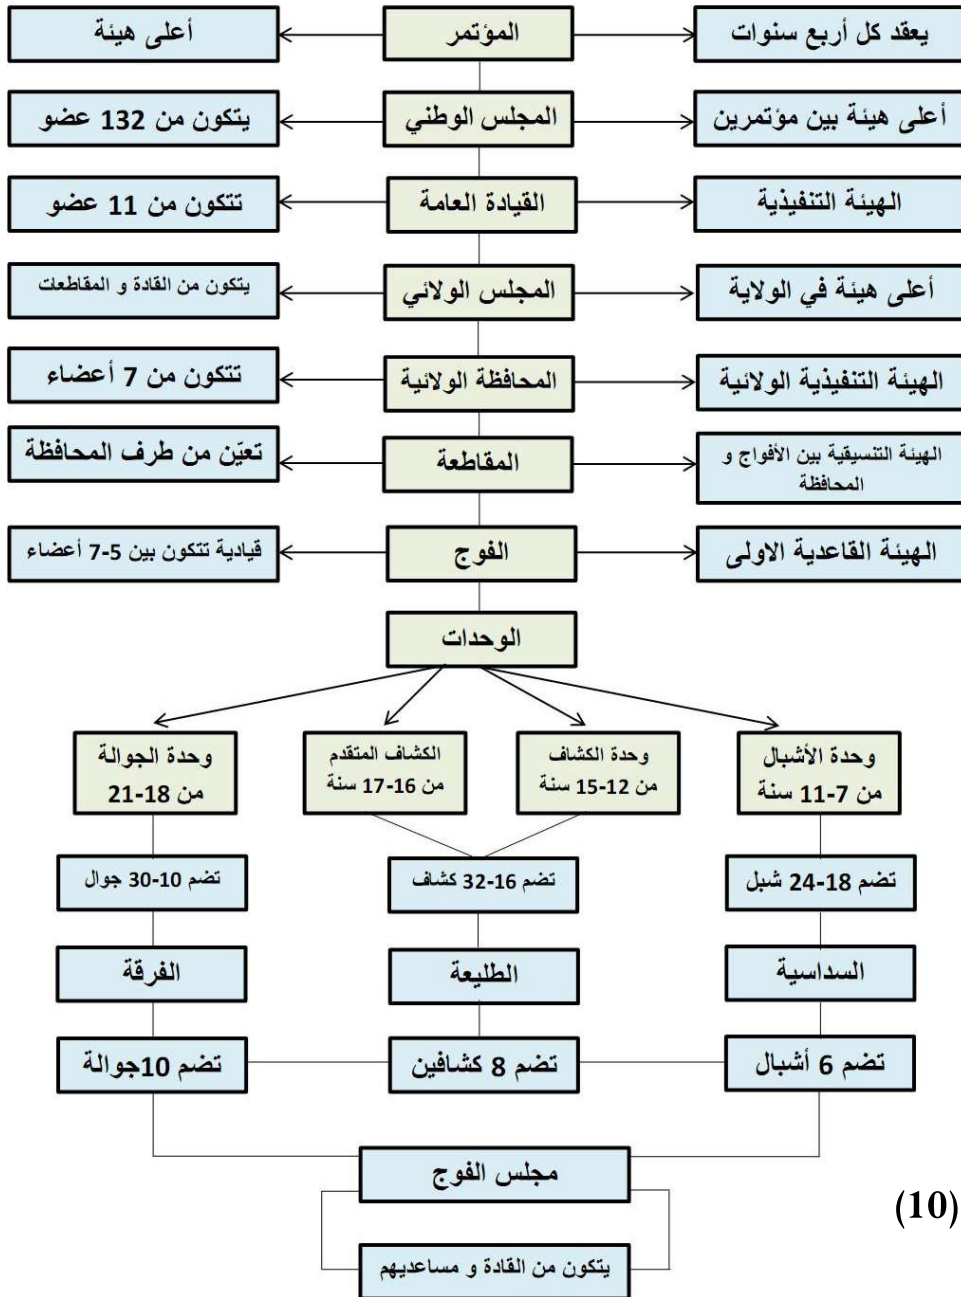 يعقد كل أربع سنوات
المؤتمر
أعلى هيئة
أعلى هيئة بين مؤتمرين
المجلس الوطني
يتكون من 132 عضو
الهيئة التنفيذية
القيادة العامة
تتكون من 11 عضو
أعلى هيئة في الولاية
المجلس الولائي
يتكون من القادة و المقاطعات
الهيئة التنفيذية الولائية
المحافظة الولائية
تتكون من 7 أعضاء
الهيئة التنسيقية بين الأفواج و
المحافظة
المقاطعة
تعيّن من طرف المحافظة
الهيئة القاعدية الاولى
الفوج
قيادية تتكون بين 5-7 أعضاء
الوحدات
وحدة الأشبال
من 7-11 سنة
وحدة الكشاف
من 12-15 سنة
الكشاف المتقدم
من 16-17 سنة
وحدة الجوالة
من 18-21
تضم 18-24 شبل
تضم 16-32 كشاف
تضم 10-30 جوال
السداسية
الطليعة
الفرقة
تضم 6 أشبال
تضم 8 كشافين
تضم 10جوالة
مجلس الفوج
يتكون من القادة و مساعديهم
(10)